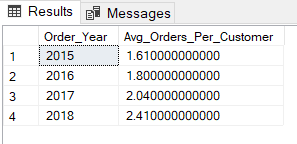 Results Messages
Order_Year Avg_Orders_Per_Customer
1 2015 1.610000000000
2 2016 1.800000000000
3 2017 2.040000000000
4 2018 2.410000000000